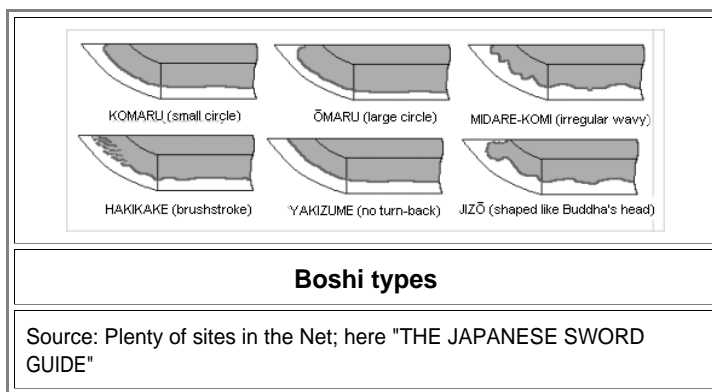 KOMARU (small circle)
ŌMARU (large circle)
MIDARE-KOMI (irregular wavy)
HAKIKAKE (brushstroke)
YAKIZUME (no turn-back)
JIZŌ (shaped like Buddha's head)
Boshi types
Source: Plenty of sites in the Net; here "THE JAPANESE SWORD
GUIDE"